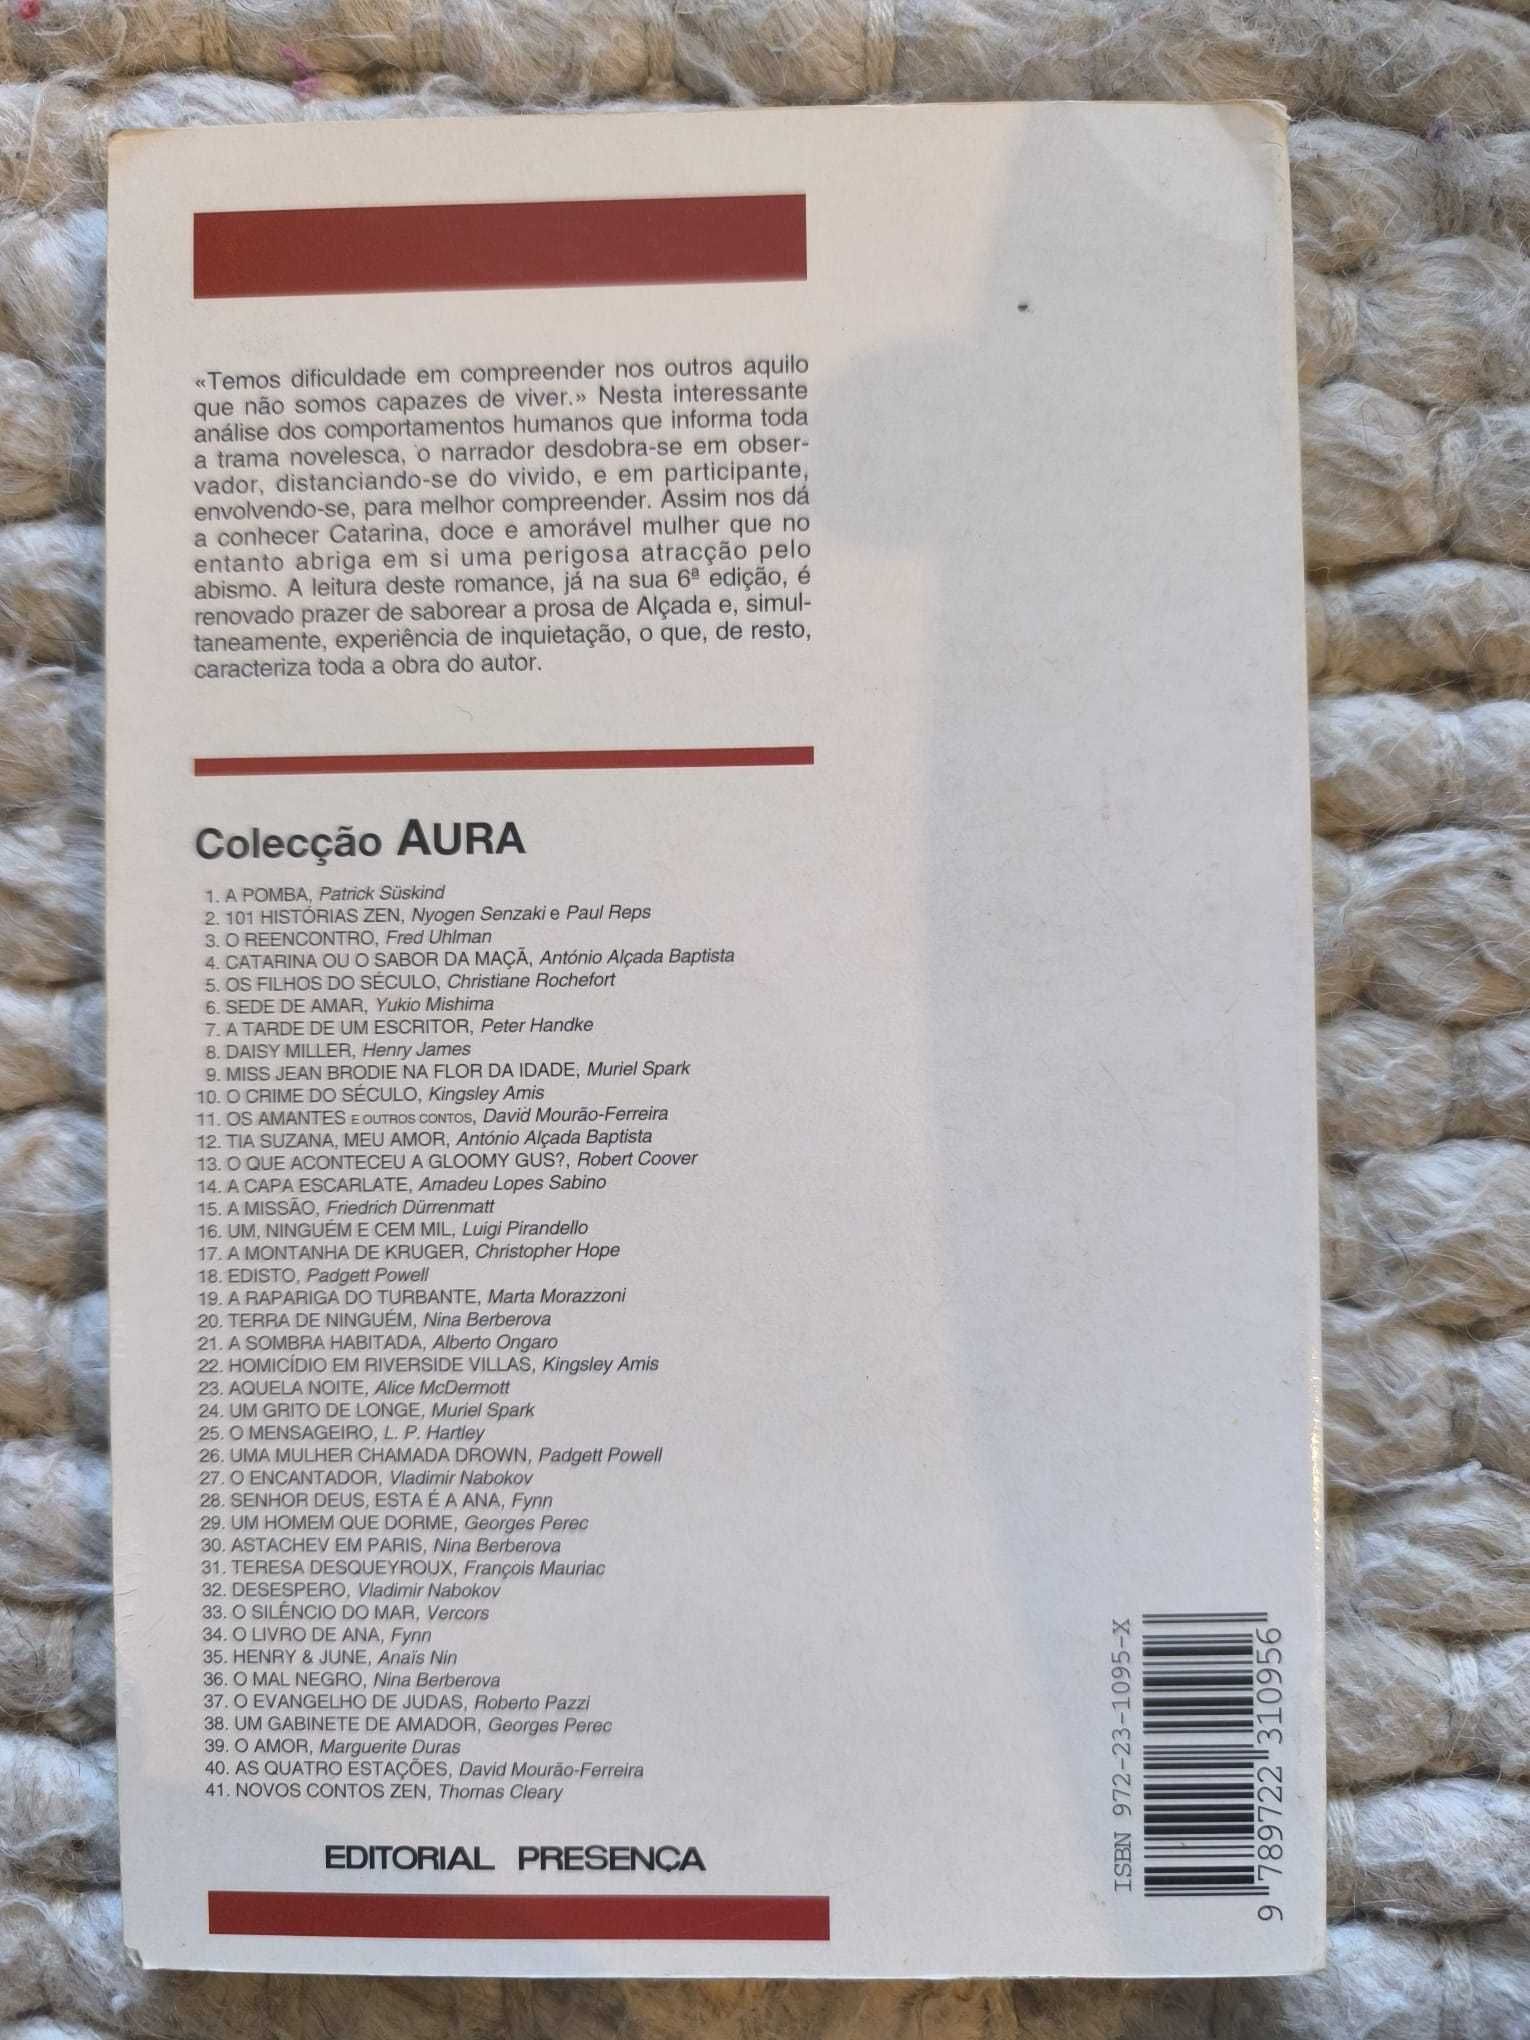 «Temos dificuldade em compreender nos outros aquilo
que não somos capazes de viver.» Nesta interessante
análise dos comportamentos humanos que informa toda
a trama novelesca, o narrador desdobra-se em obser-
vador, distanciando-se do vivido, e em participante,
envolvendo-se, para melhor compreender. Assim nos dá
a conhecer Catarina, doce e amorável mulher que no
entanto abriga em si uma perigosa atracção pelo
abismo. A leitura deste romance, já na sua 6ª edição, é
renovado prazer de saborear a prosa de Alçada e, simul-
taneamente, experiência de inquietação, o que, de resto,
caracteriza toda a obra do autor.
Colecção AURA
1. A POMBA, Patrick Süskind
2. 101 HISTÓRIAS ZEN, Nyogen Senzaki e Paul Reps
3. O REENCONTRO, Fred Uhlman
4. CATARINA OU O SABOR DA MAÇÃ, António Alçada Baptista
5. OS FILHOS DO SÉCULO, Christiane Rochefort
6. SEDE DE AMAR, Yukio Mishima
7. A TARDE DE UM ESCRITOR, Peter Handke
8. DAISY MILLER, Henry James
9. MISS JEAN BRODIE NA FLOR DA IDADE, Muriel Spark
10. O CRIME DO SÉCULO, Kingsley Amis
11. OS AMANTES E OUTROS CONTOS, David Mourão-Ferreira
12. TIA SUZANA, MEU AMOR, António Alçada Baptista
13. O QUE ACONTECEU A GLOOMY GUS?, Robert Coover
14. A CAPA ESCARLATE, Amadeu Lopes Sabino
15. A MISSÃO, Friedrich Dürrenmatt
16. UM, NINGUÉM E CEM MIL, Luigi Pirandello
17. A MONTANHA DE KRUGER, Christopher Hope
18. EDISTO, Padgett Powell
19. A RAPARIGA DO TURBANTE, Marta Morazzoni
20. TERRA DE NINGUÉM, Nina Berberova
21. A SOMBRA HABITADA, Alberto Ongaro
22. HOMICÍDIO EM RIVERSIDE VILLAS, Kingsley Amis
23. AQUELA NOITE, Alice McDermott
24. UM GRITO DE LONGE, Muriel Spark
25. O MENSAGEIRO, L. P. Hartley
26. UMA MULHER CHAMADA DROWN, Padgett Powell
27. O ENCANTADOR, Vladimir Nabokov
28. SENHOR DEUS, ESTA É A ANA, Fynn
29. UM HOMEM QUE DORME, Georges Perec
30. ASTACHEV EM PARIS, Nina Berberova
31. TERESA DESQUEYROUX, François Mauriac
32. DESESPERO, Vladimir Nabokov
33. O SILÊNCIO DO MAR, Vercors
34. O LIVRO DE ANA, Fynn
35. HENRY & JUNE, Anaïs Nin
36. O MAL NEGRO, Nina Berberova
37. O EVANGELHO DE JUDAS, Roberto Pazzi
38. UM GABINETE DE AMADOR, Georges Perec
39. O AMOR, Marguerite Duras
40. AS QUATRO ESTAÇÕES, David Mourão-Ferreira
41. NOVOS CONTOS ZEN, Thomas Cleary
EDITORIAL PRESENÇA
ISBN 972-23-1095-X
9 789722 310956